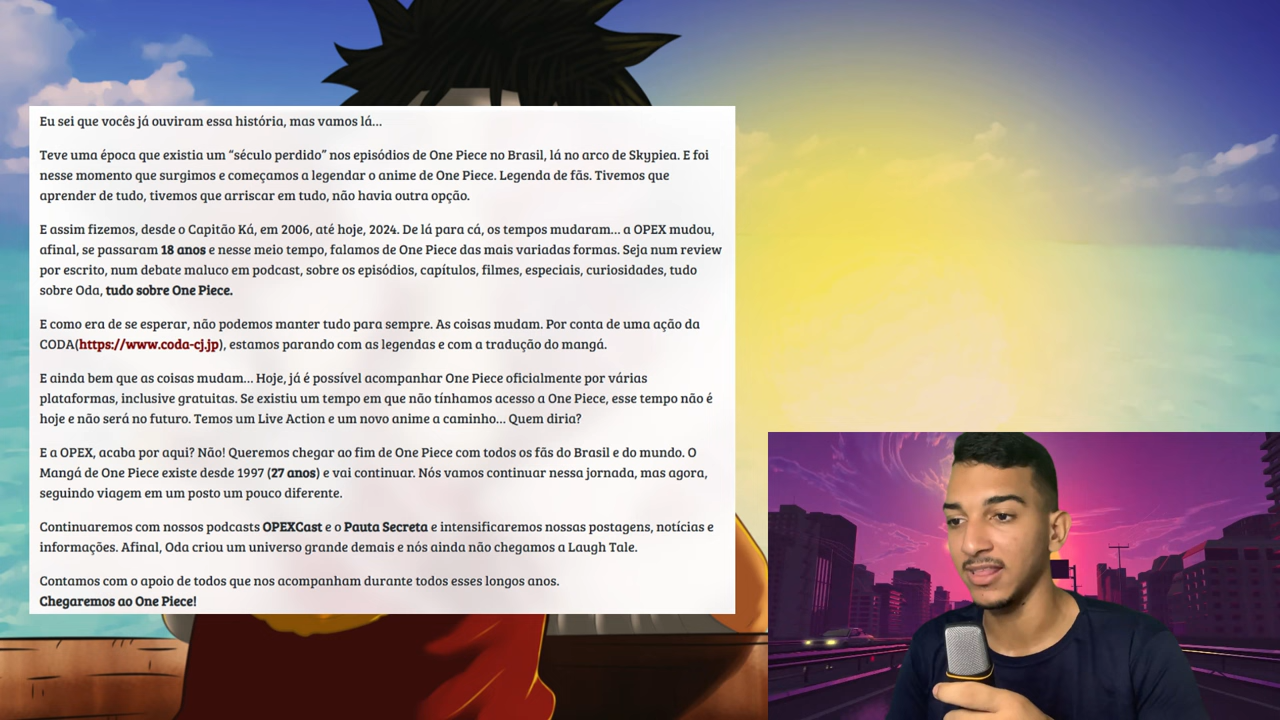 Eu sei que vocês já ouviram essa história, mas vamos lá...
Teve uma época que existia um “século perdido” nos episódios de One Piece no Brasil, lá no arco de Skypiea. E foi
nesse momento que surgimos e começamos a legendar o anime de One Piece. Legenda de fãs. Tivemos que
aprender de tudo, tivemos que arriscar em tudo, não havia outra opção.
E assim fizemos, desde o Capitão Ká, em 2006, até hoje, 2024. De lá para cá, os tempos mudaram... a OPEX mudou,
afinal, se passaram 18 anos e nesse meio tempo, falamos de One Piece das mais variadas formas. Seja num review
por escrito, num debate maluco em podcast, sobre os episódios, capítulos, filmes, especiais, curiosidades, tudo
sobre Oda, tudo sobre One Piece.
E como era de se esperar, não podemos manter tudo para sempre. As coisas mudam. Por conta de uma ação da
CODA(https://www.coda-cj.jp), estamos parando com as legendas e com a tradução do mangá.
E ainda bem que as coisas mudam... Hoje, já é possível acompanhar One Piece oficialmente por várias
plataformas, inclusive gratuitas. Se existiu um tempo em que não tínhamos acesso a One Piece, esse tempo não é
hoje e não será no futuro. Temos um Live Action e um novo anime a caminho... Quem diria?
E a OPEX, acaba por aqui? Não! Queremos chegar ao fim de One Piece com todos os fãs do Brasil e do mundo. O
Mangá de One Piece existe desde 1997 (27 anos) e vai continuar. Nós vamos continuar nessa jornada, mas agora,
seguindo viagem em um posto um pouco diferente.
Continuaremos com nossos podcasts OPEXCast e o Pauta Secreta e intensificaremos nossas postagens, notícias e
informações. Afinal, Oda criou um universo grande demais e nós ainda não chegamos a Laugh Tale.
Contamos com o apoio de todos que nos acompanham durante todos esses longos anos.
Chegaremos ao One Piece!